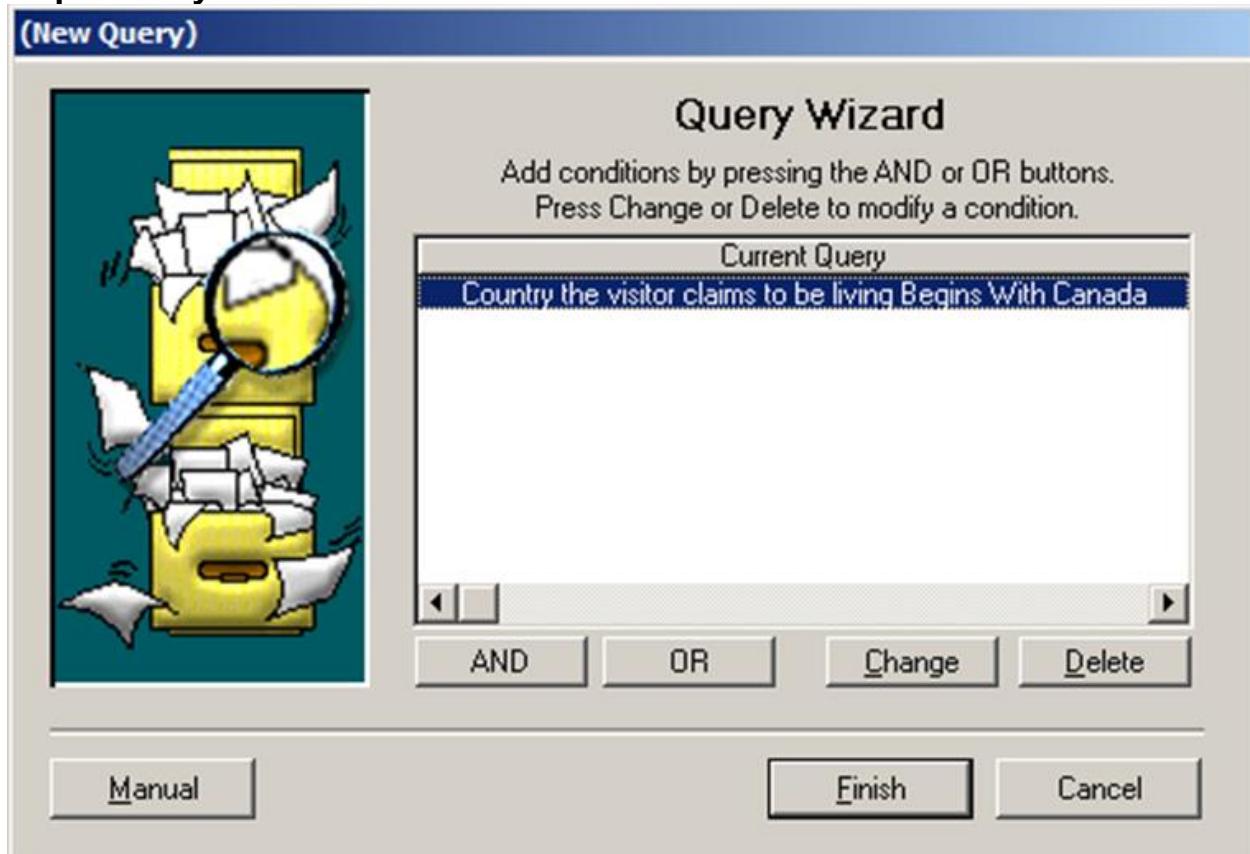 (New Query)
Query Wizard
Add conditions by pressing the AND or OR buttons.
Press Change or Delete to modify a condition.
Current Query
Country the visitor claims to be living Begins With Canada
AND OR Change Delete
Manual Finish Cancel